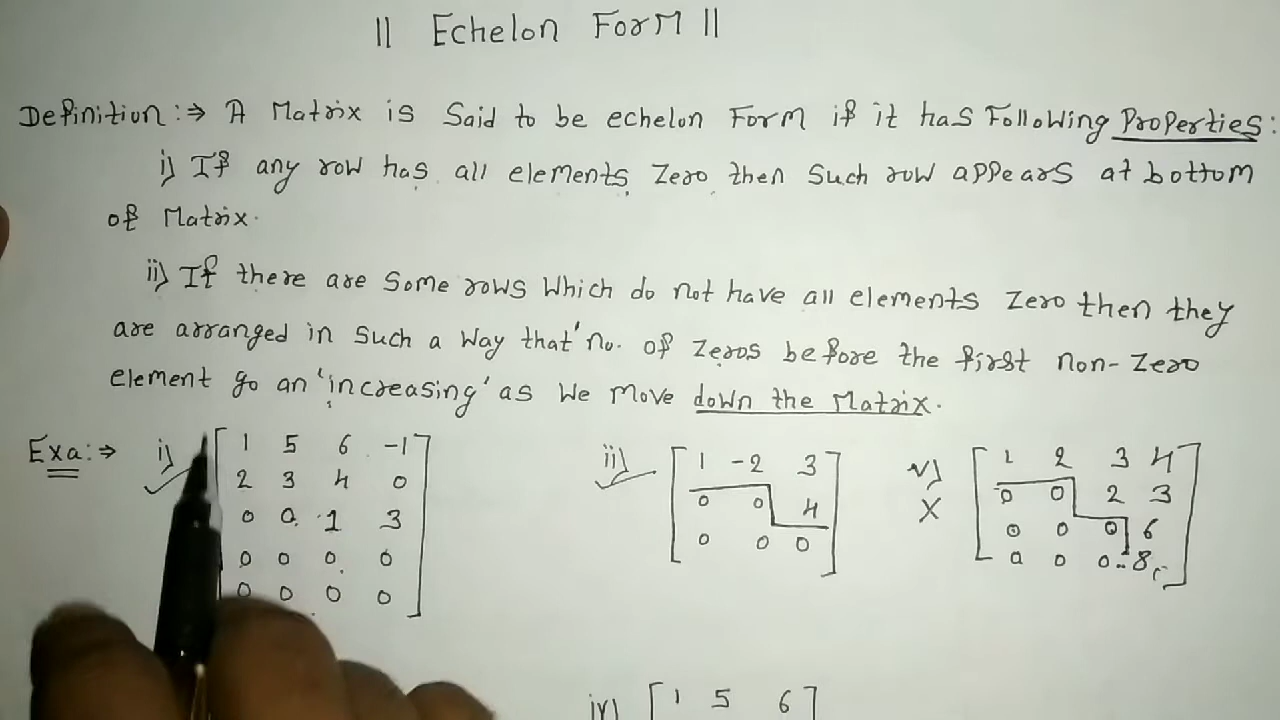 || Echelon Form ||
Definition :⇒ A Matrix is Said to be echelon Form if it has Following Properties :
i) If any row has all elements Zero then Such row appears at bottom
of Matrix.
ii) If there are Some rows Which do not have all elements Zero then they
are arranged in Such a Way that 'no. of Zeros before the first non-Zero
element go an 'increasing' as We Move down the Matrix.
Exa :⇒ i) ✓
1 5 6 -1
2 3 4 0
0 0 1 3
0 0 0 0
0 0 0 0
ii) ✓
1 -2 3
0 0 4
0 0 0
v) X
1 2 3 4
0 0 2 3
0 0 0 6
0 0 0 8
iv) 1 5 6